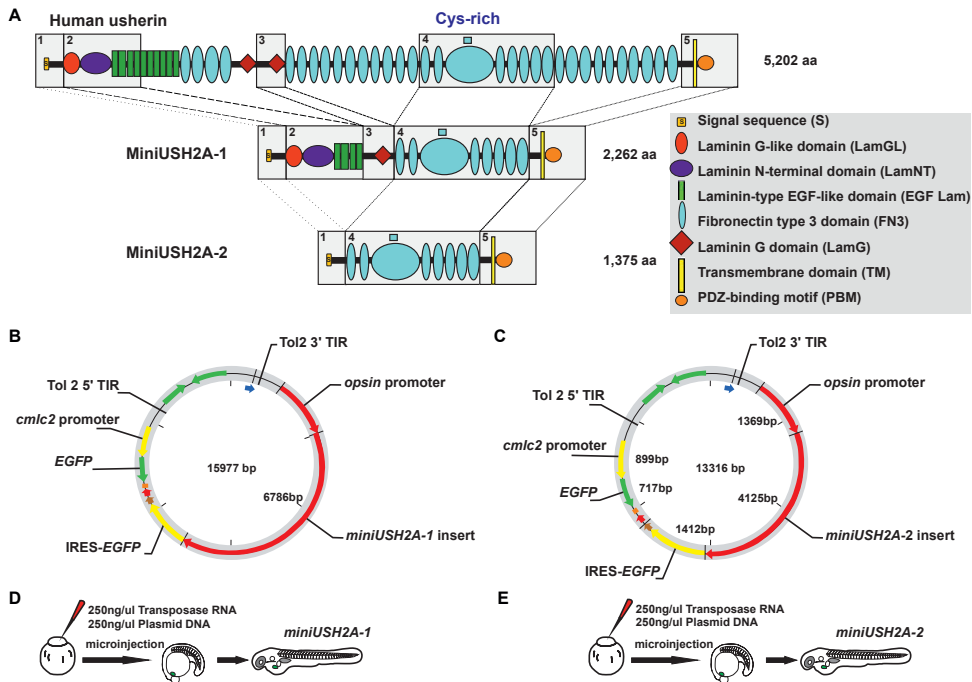 A
Human usherin
Cys-rich
1
2
3
4
5
S
5,202 aa
MiniUSH2A-1
1
2
3
4
5
S
2,262 aa
MiniUSH2A-2
1
4
5
S
1,375 aa
S Signal sequence (S)
Laminin G-like domain (LamGL)
Laminin N-terminal domain (LamNT)
Laminin-type EGF-like domain (EGF Lam)
Fibronectin type 3 domain (FN3)
Laminin G domain (LamG)
Transmembrane domain (TM)
PDZ-binding motif (PBM)
B
Tol2 3' TIR
Tol 2 5' TIR
opsin promoter
cmlc2 promoter
EGFP
15977 bp
6786bp
miniUSH2A-1 insert
IRES-EGFP
C
Tol2 3' TIR
opsin promoter
Tol 2 5' TIR
1369bp
cmlc2 promoter
899bp
13316 bp
EGFP
717bp
4125bp
1412bp
miniUSH2A-2 insert
IRES-EGFP
D
250ng/ul Transposase RNA
250ng/ul Plasmid DNA
microinjection
miniUSH2A-1
E
250ng/ul Transposase RNA
250ng/ul Plasmid DNA
microinjection
miniUSH2A-2